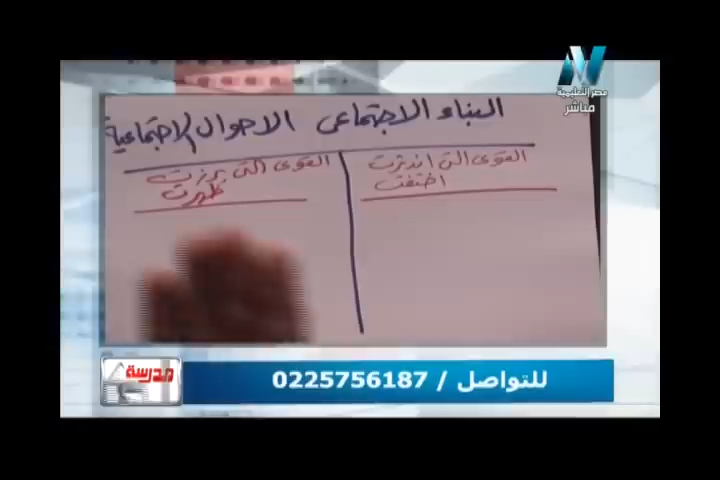 مصر التعليمية
مباشر
البناء الاجتماعى الاحوال الاجتماعية
القوى التى اندثرت
اختفت
القوى التى برزت
ظهرت
مدرسة
للتواصل / 0225756187